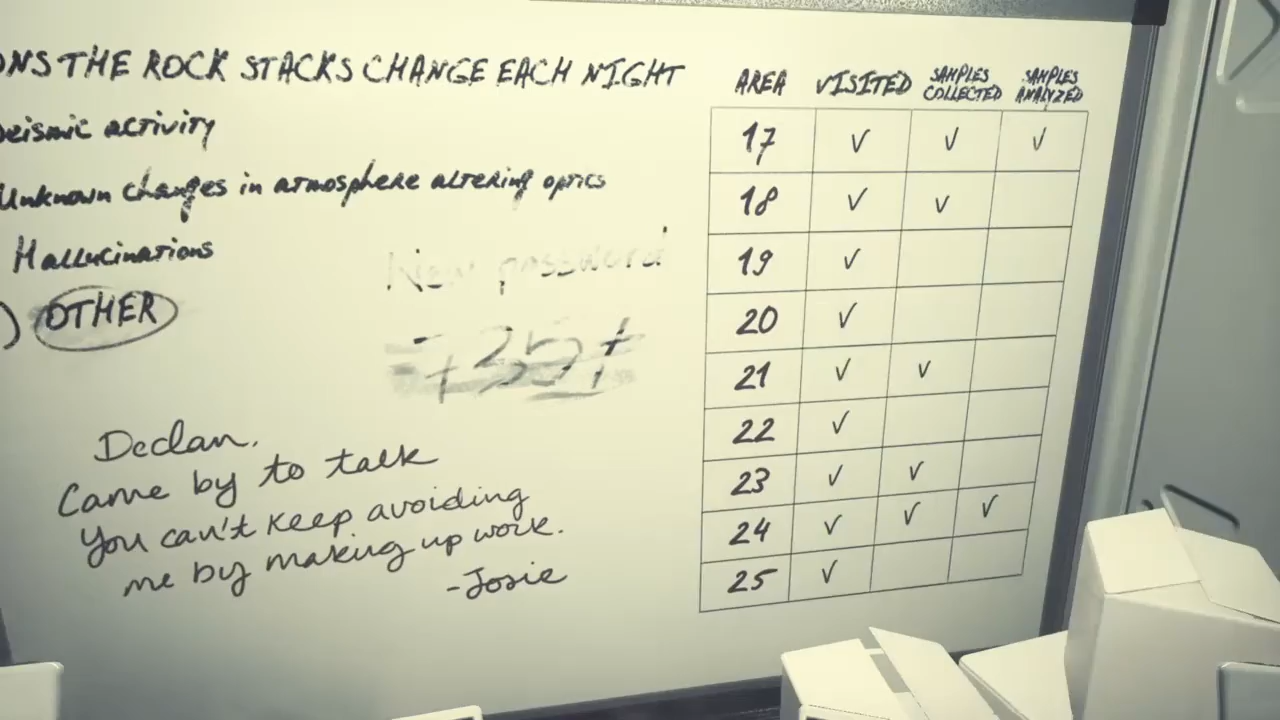 THE ROCK STACKS CHANGE EACH NIGHT
Seismic activity
Unknown changes in atmosphere altering optics
Hallucinations
) OTHER
New password
Declan,
Came by to talk
You can't keep avoiding
me by making up work.
-Josie
AREA VISITED SAMPLES COLLECTED SAMPLES ANALYZED
17 ✓ ✓ ✓
18 ✓ ✓
19 ✓
20 ✓
21 ✓ ✓
22 ✓
23 ✓ ✓
24 ✓ ✓ ✓
25 ✓